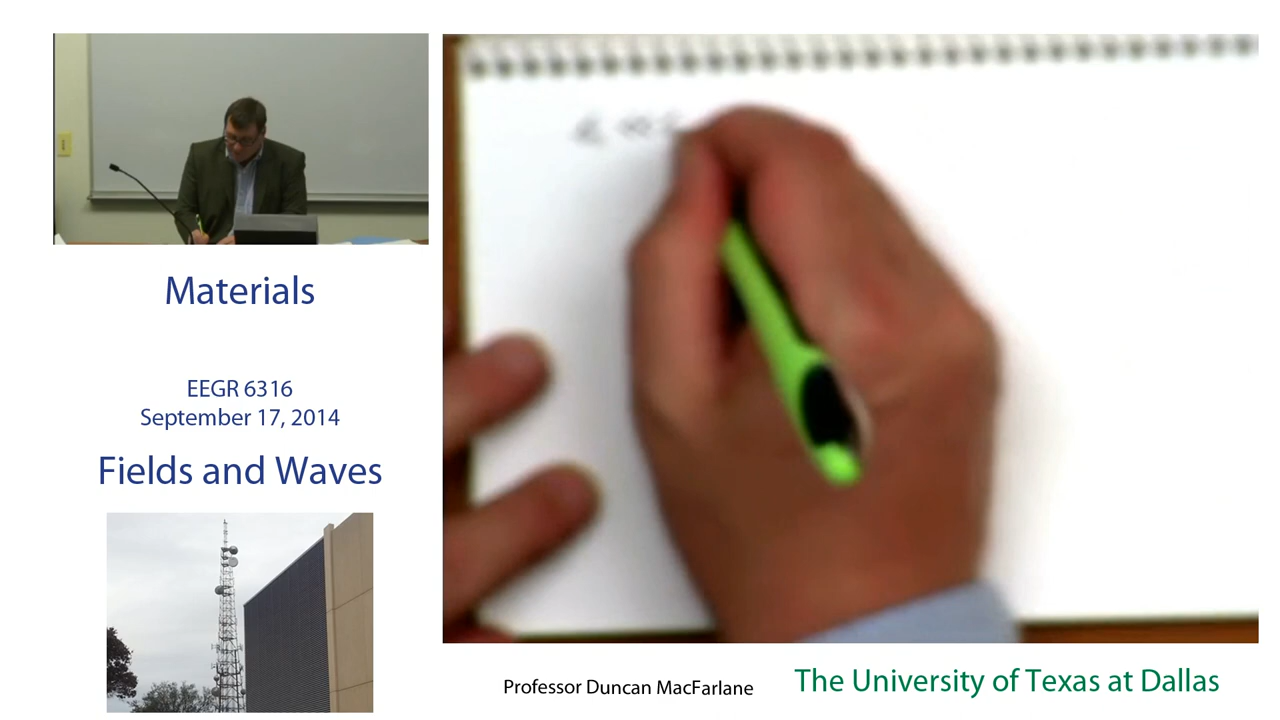 Materials
EEGR 6316
September 17, 2014
Fields and Waves
Professor Duncan MacFarlane
The University of Texas at Dallas